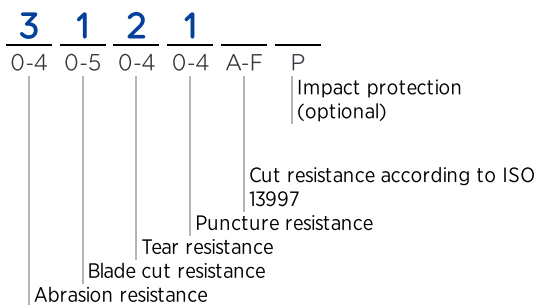 3 1 2 1
0-4 0-5 0-4 0-4 A-F P
Impact protection
(optional)
Cut resistance according to ISO
13997
Puncture resistance
Tear resistance
Blade cut resistance
Abrasion resistance